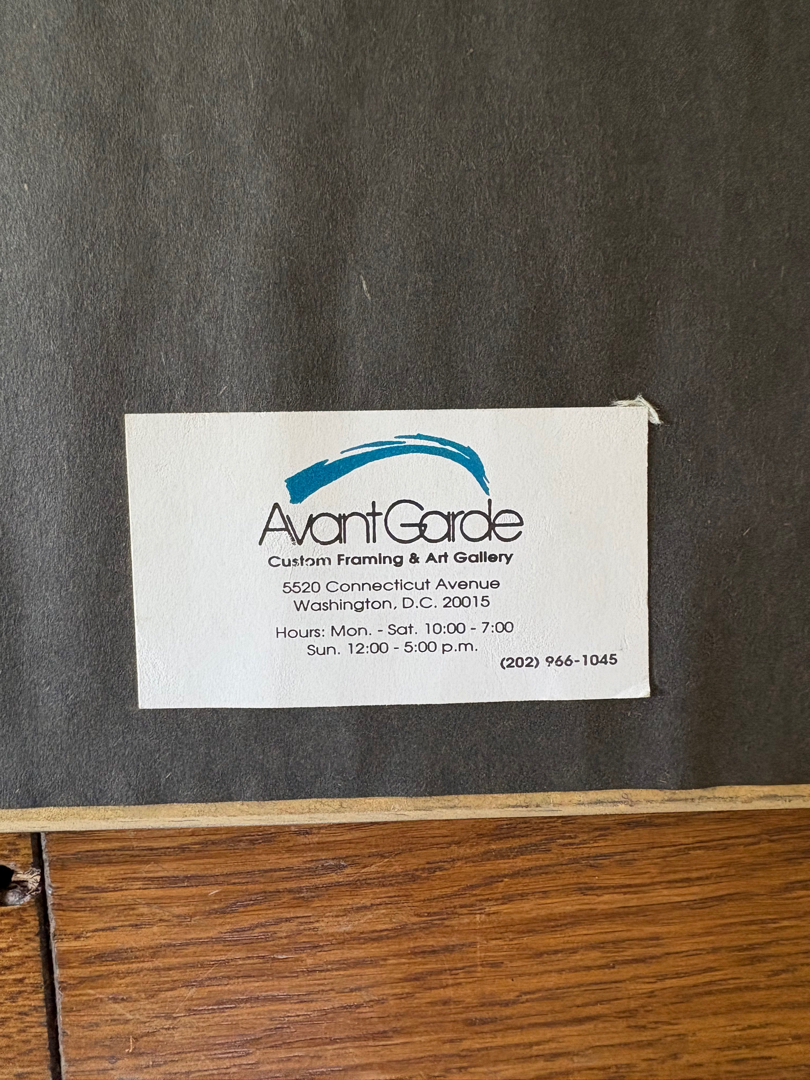 AvantGarde
Custom Framing & Art Gallery
5520 Connecticut Avenue
Washington, D.C. 20015
Hours: Mon. - Sat. 10:00 - 7:00
Sun. 12:00 - 5:00 p.m.
(202) 966-1045